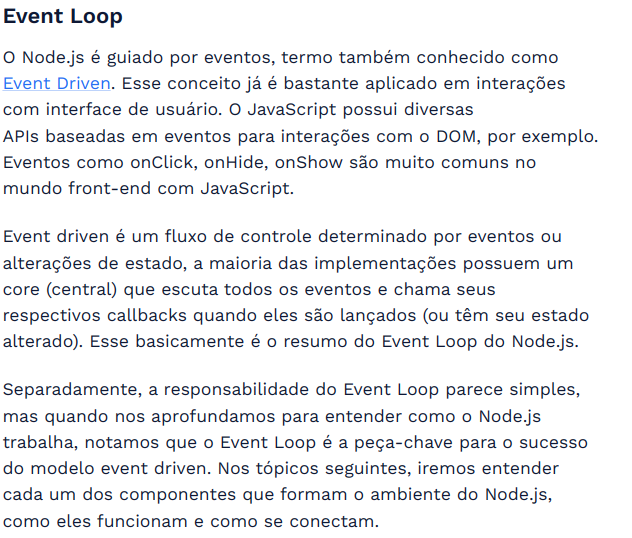 Event Loop
O Node.js é guiado por eventos, termo também conhecido como
Event Driven. Esse conceito já é bastante aplicado em interações
com interface de usuário. O JavaScript possui diversas
APIs baseadas em eventos para interações com o DOM, por exemplo.
Eventos como onClick, onHide, onShow são muito comuns no
mundo front-end com JavaScript.
Event driven é um fluxo de controle determinado por eventos ou
alterações de estado, a maioria das implementações possuem um
core (central) que escuta todos os eventos e chama seus
respectivos callbacks quando eles são lançados (ou têm seu estado
alterado). Esse basicamente é o resumo do Event Loop do Node.js.
Separadamente, a responsabilidade do Event Loop parece simples,
mas quando nos aprofundamos para entender como o Node.js
trabalha, notamos que o Event Loop é a peça-chave para o sucesso
do modelo event driven. Nos tópicos seguintes, iremos entender
cada um dos componentes que formam o ambiente do Node.js,
como eles funcionam e como se conectam.